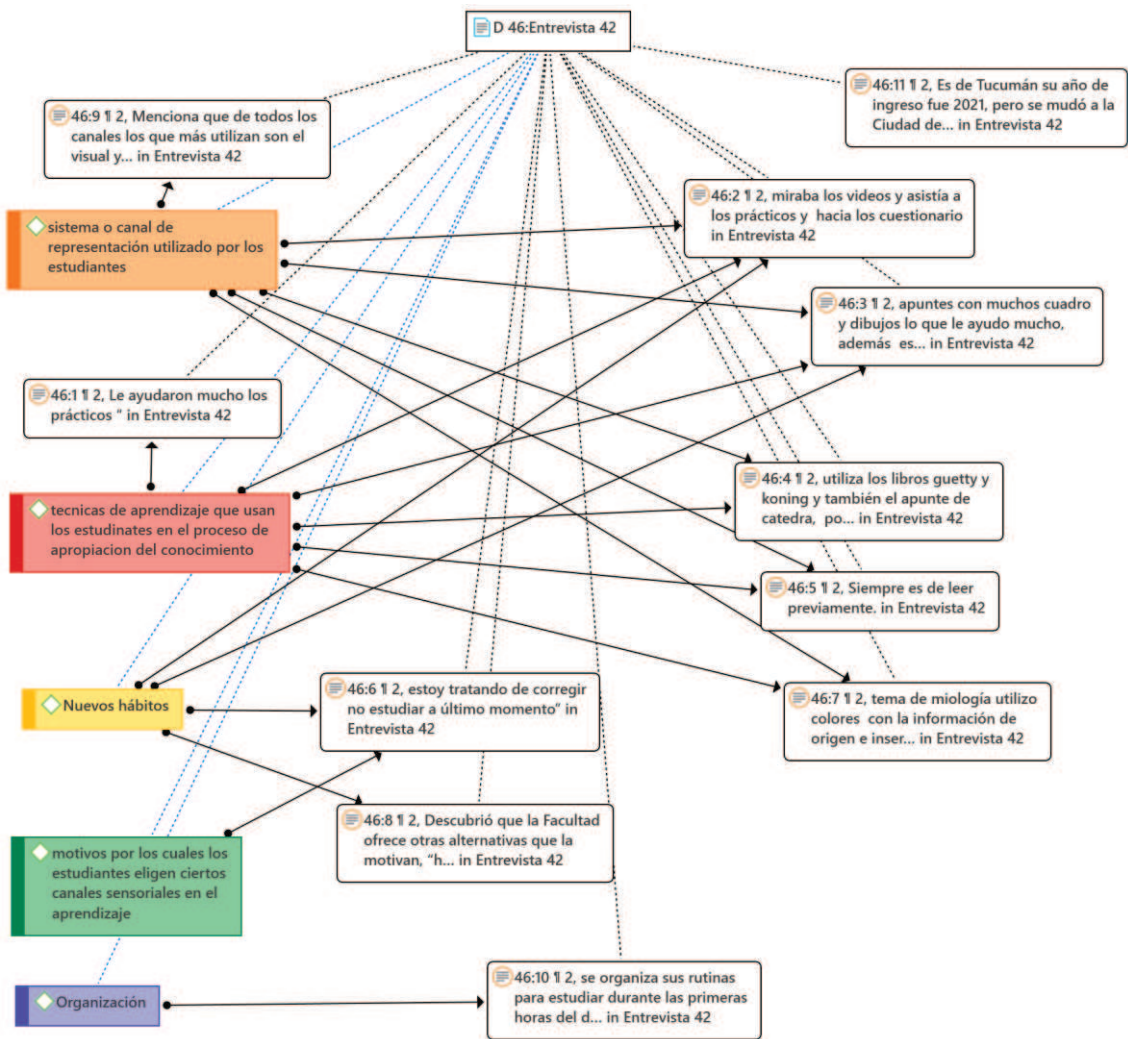 D 46:Entrevista 42
46:11 ¶ 2, Es de Tucumán su año de
ingreso fue 2021, pero se mudó a la
Ciudad de... in Entrevista 42
46:9 ¶ 2, Menciona que de todos los
canales los que más utilizan son el
visual y... in Entrevista 42
46:2 ¶ 2, miraba los videos y asistía a
los prácticos y hacia los cuestionario
in Entrevista 42
sistema o canal de
representación utilizado por los
estudiantes
46:3 ¶ 2, apuntes con muchos cuadro
y dibujos lo que le ayudo mucho,
además es... in Entrevista 42
46:1 ¶ 2, Le ayudaron mucho los
prácticos " in Entrevista 42
46:4 ¶ 2, utiliza los libros guetty y
koning y también el apunte de
catedra, po... in Entrevista 42
tecnicas de aprendizaje que usan
los estudinates en el proceso de
apropiacion del conocimiento
46:5 ¶ 2, Siempre es de leer
previamente. in Entrevista 42
46:6 ¶ 2, estoy tratando de corregir
no estudiar a último momento" in
Entrevista 42
46:7 ¶ 2, tema de miología utilizo
colores con la información de
origen e inser... in Entrevista 42
Nuevos hábitos
46:8 ¶ 2, Descubrió que la Facultad
ofrece otras alternativas que la
motivan, "h... in Entrevista 42
motivos por los cuales los
estudiantes eligen ciertos
canales sensoriales en el
aprendizaje
46:10 ¶ 2, se organiza sus rutinas
para estudiar durante las primeras
horas del d... in Entrevista 42
Organización